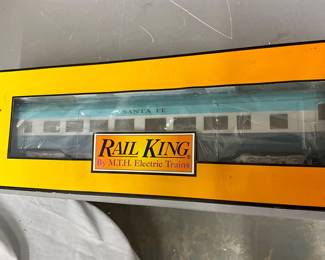 SANTA FE
RAIL KING
By M.T.H. Electric Trains